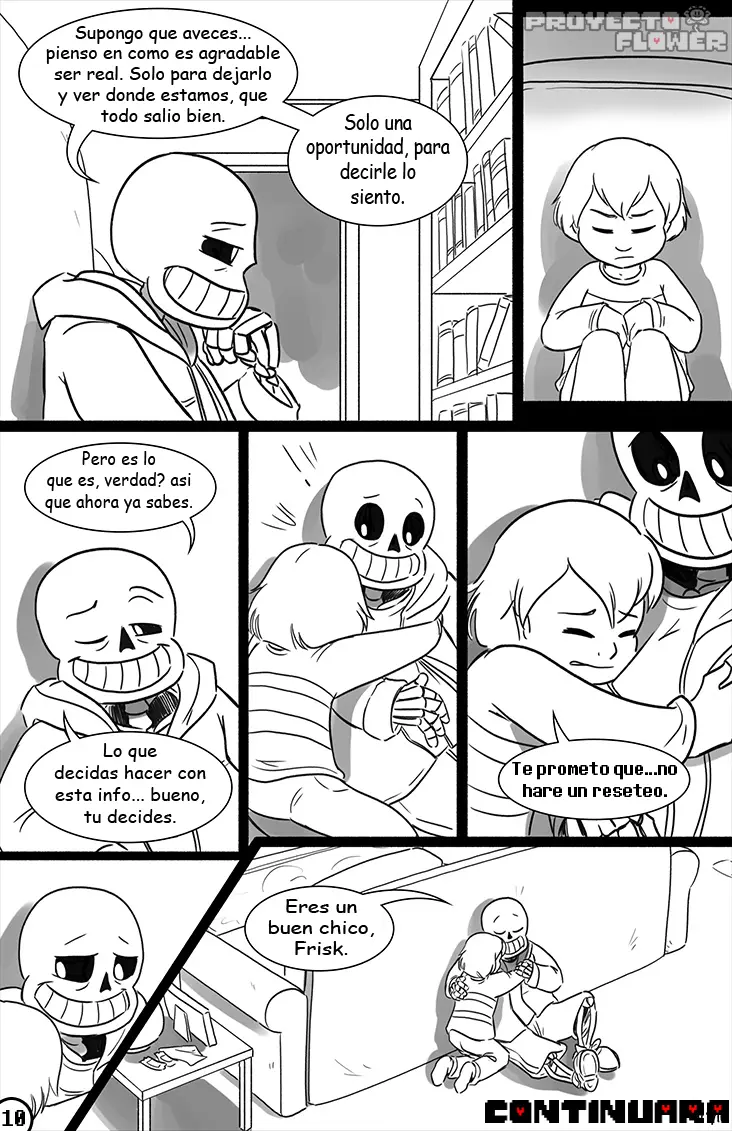 PROYECTO
FLOWER
Supongo que aveces...
pienso en como es agradable
ser real. Solo para dejarlo
y ver donde estamos, que
todo salio bien.
Solo una
oportunidad, para
decirle lo
siento.
Pero es lo
que es, verdad? asi
que ahora ya sabes.
Lo que
decidas hacer con
esta info... bueno,
tu decides.
Te prometo que...no
hare un reseteo.
Eres un
buen chico,
Frisk.
10
CONTINUARA